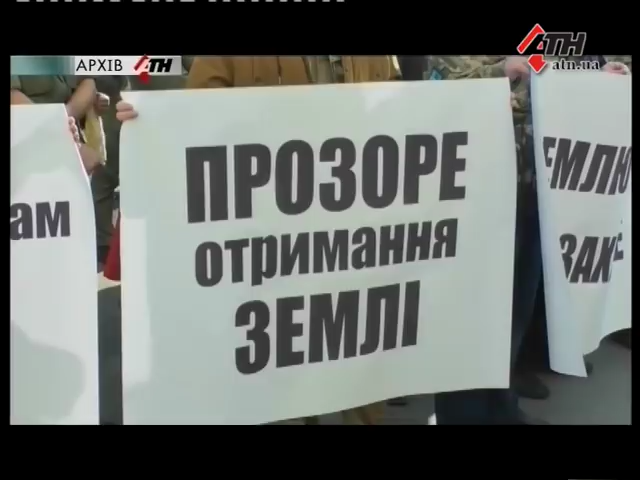 АРХІВ АТН
АТН
atn.ua
ам
ПРОЗОРЕ
отримання
ЗЕМЛІ
ЕМЛЮ
ЗАК